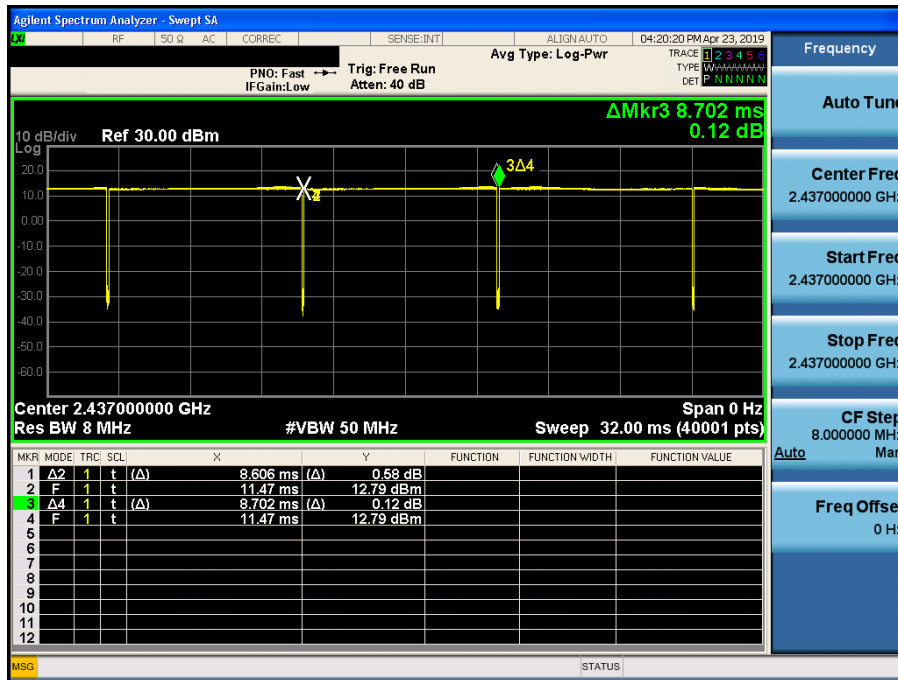 Agilent Spectrum Analyzer - Swept SA
LXI RF 50 Ω AC CORREC SENSE:INT ALIGN AUTO 04:20:20 PM Apr 23, 2019
PNO: Fast
IFGain:Low
Trig: Free Run
Atten: 40 dB
Avg Type: Log-Pwr
TRACE 1 2 3 4 5 6
TYPE
DET P N N N N N
ΔMkr3 8.702 ms
0.12 dB
10 dB/div Ref 30.00 dBm
Log
20.0
10.0
0.00
-10.0
-20.0
-30.0
-40.0
-50.0
-60.0
3Δ4
Center 2.437000000 GHz Span 0 Hz
Res BW 8 MHz #VBW 50 MHz Sweep 32.00 ms (40001 pts)
MKR MODE TRC SCL X Y FUNCTION FUNCTION WIDTH FUNCTION VALUE
1 Δ2 1 t (Δ) 8.606 ms (Δ) 0.58 dB
2 F 1 t 11.47 ms 12.79 dBm
3 Δ4 1 t (Δ) 8.702 ms (Δ) 0.12 dB
4 F 1 t 11.47 ms 12.79 dBm
5
6
7
8
9
10
11
12
MSG STATUS
Frequency
Auto Tune
Center Freq
2.437000000 GHz
Start Freq
2.437000000 GHz
Stop Freq
2.437000000 GHz
CF Step
8.000000 MHz
Auto Man
Freq Offset
0 Hz